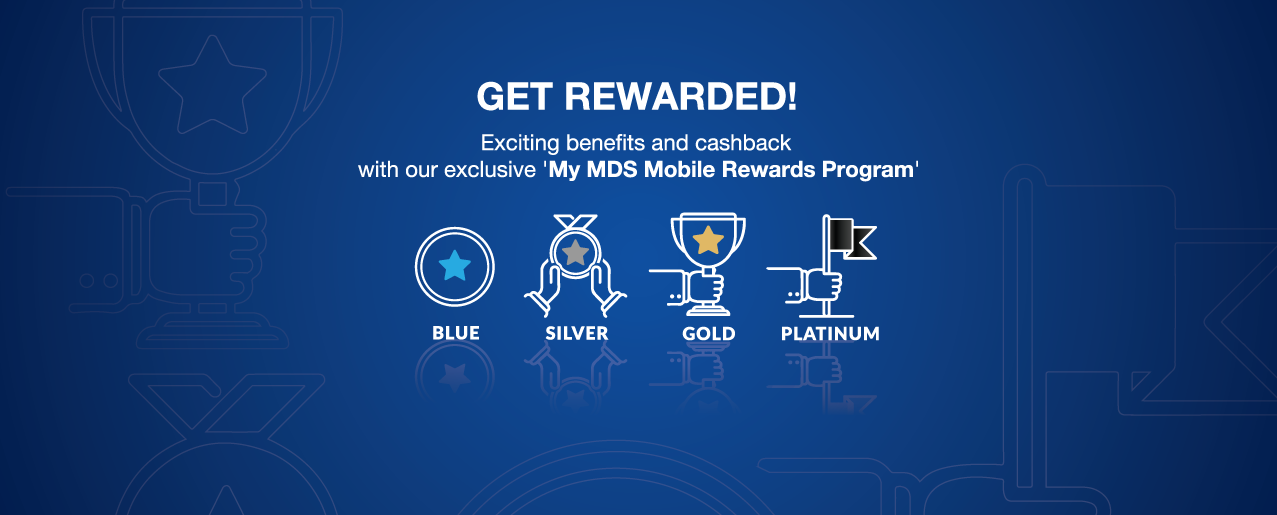 GET REWARDED!
Exciting benefits and cashback
with our exclusive 'My MDS Mobile Rewards Program'
BLUE SILVER GOLD PLATINUM